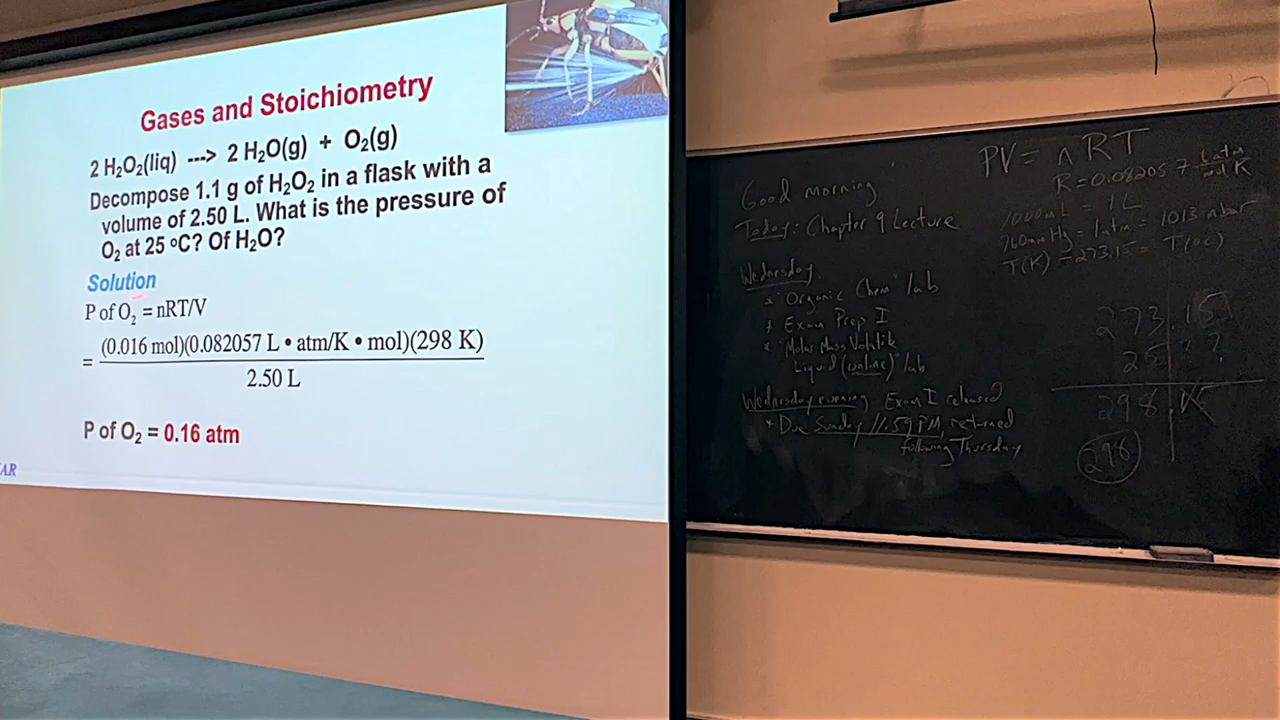 Gases and Stoichiometry
2 H₂O₂(liq) ---> 2 H₂O(g) + O₂(g)
Decompose 1.1 g of H₂O₂ in a flask with a
volume of 2.50 L. What is the pressure of
O₂ at 25 °C? Of H₂O?
Solution
P of O₂ = nRT/V
= (0.016 mol)(0.082057 L • atm/K • mol)(298 K)
2.50 L
P of O₂ = 0.16 atm
AR
Good morning
Today: Chapter 9 Lecture
Wednesday
* "Organic Chem" lab
* Exam Prep I
* "Molar Mass Volatile
Liquid (online)" lab
Wednesday evening Exam I released
* Due Sunday 11:59 PM, returned
following Thursday
PV = nRT
R = 0.082057 L atm
mol K
1000 mL = 1 L
760 mm Hg = 1 atm = 1013 mbar
T(K) = 273.15 = T(°C)
273.15
25.??
298.
298